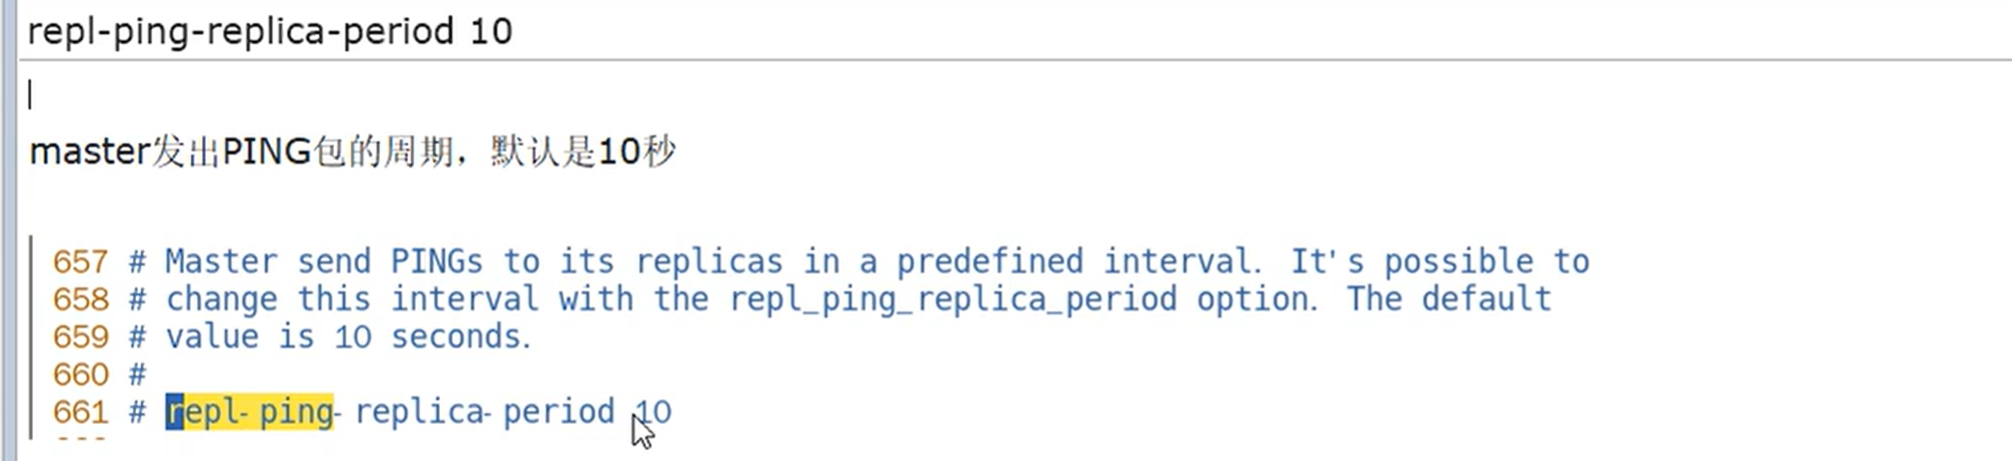 repl-ping-replica-period 10
master发出PING包的周期，默认是10秒
657 # Master send PINGs to its replicas in a predefined interval. It's possible to
658 # change this interval with the repl_ping_replica_period option. The default
659 # value is 10 seconds.
660 #
661 # repl-ping-replica-period 10